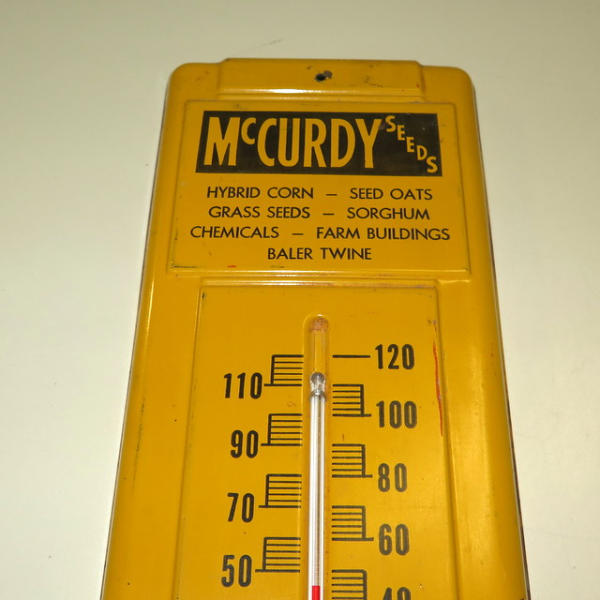 McCURDY SEEDS
HYBRID CORN – SEED OATS
GRASS SEEDS – SORGHUM
CHEMICALS – FARM BUILDINGS
BALER TWINE
120
110
100
90
80
70
60
50
40